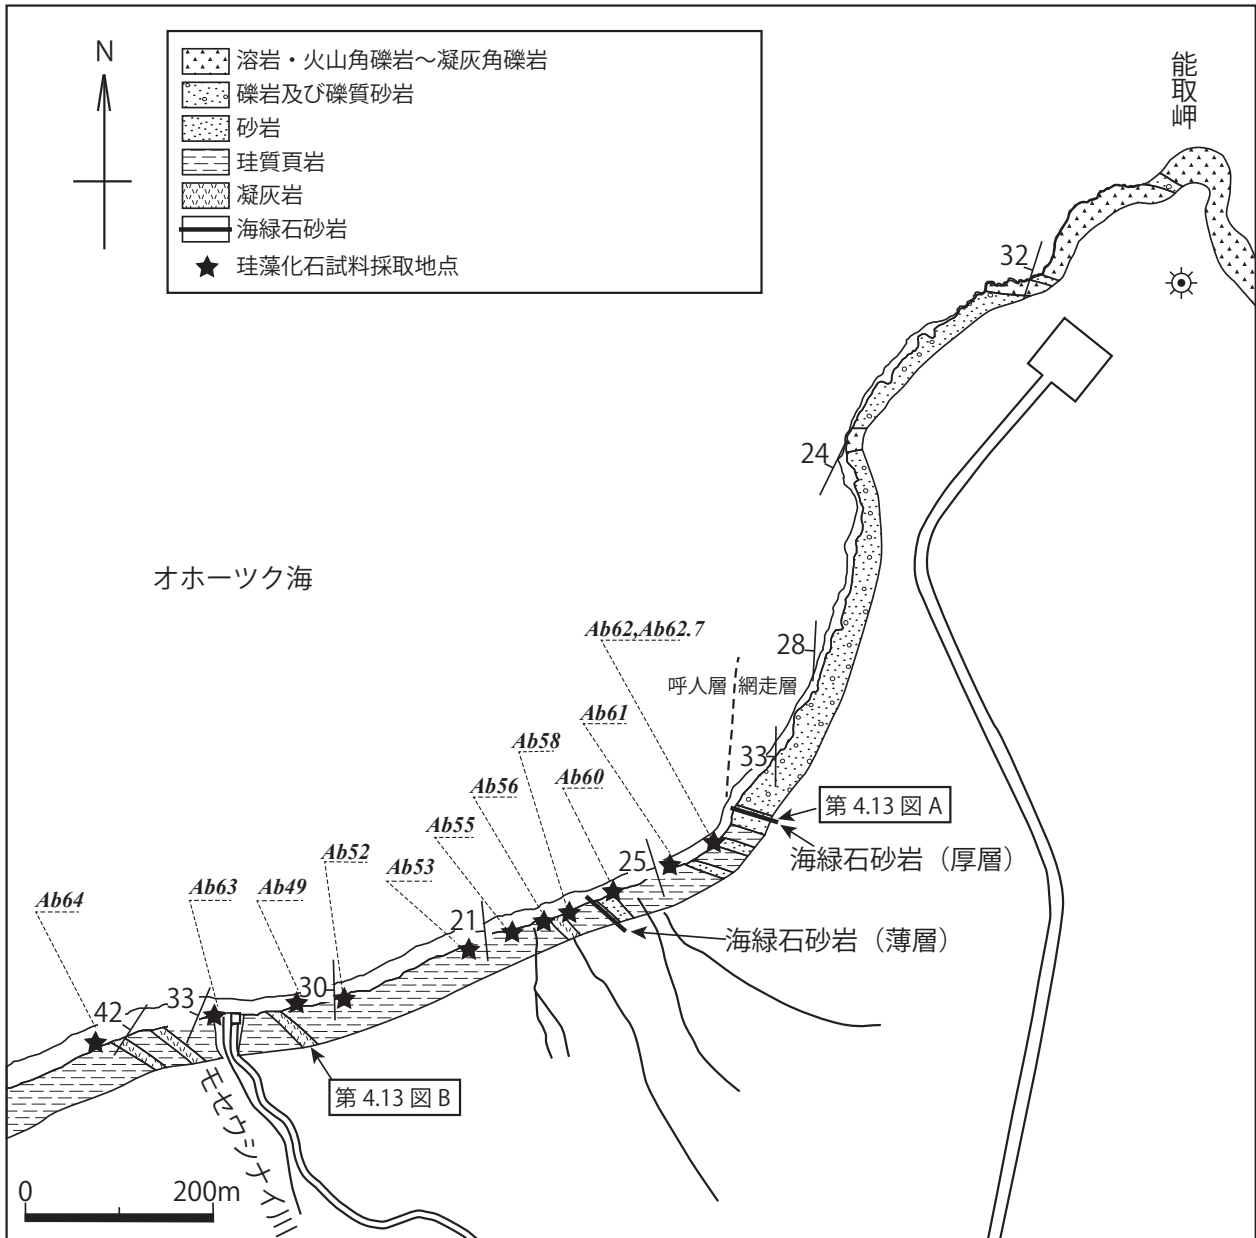 N
溶岩・火山角礫岩～凝灰角礫岩
礫岩及び礫質砂岩
砂岩
珪質頁岩
凝灰岩
海緑石砂岩
珪藻化石試料採取地点
能取岬
32
24
オホーツク海
Ab62,Ab62.7
28
呼人層
網走層
Ab61
Ab58
33
Ab60
Ab56
第 4.13 図 A
Ab55
海緑石砂岩（厚層）
Ab52
25
Ab53
Ab63
Ab49
Ab64
21
海緑石砂岩（薄層）
30
33
42
第 4.13 図 B
モセウシナイ川
0
200m